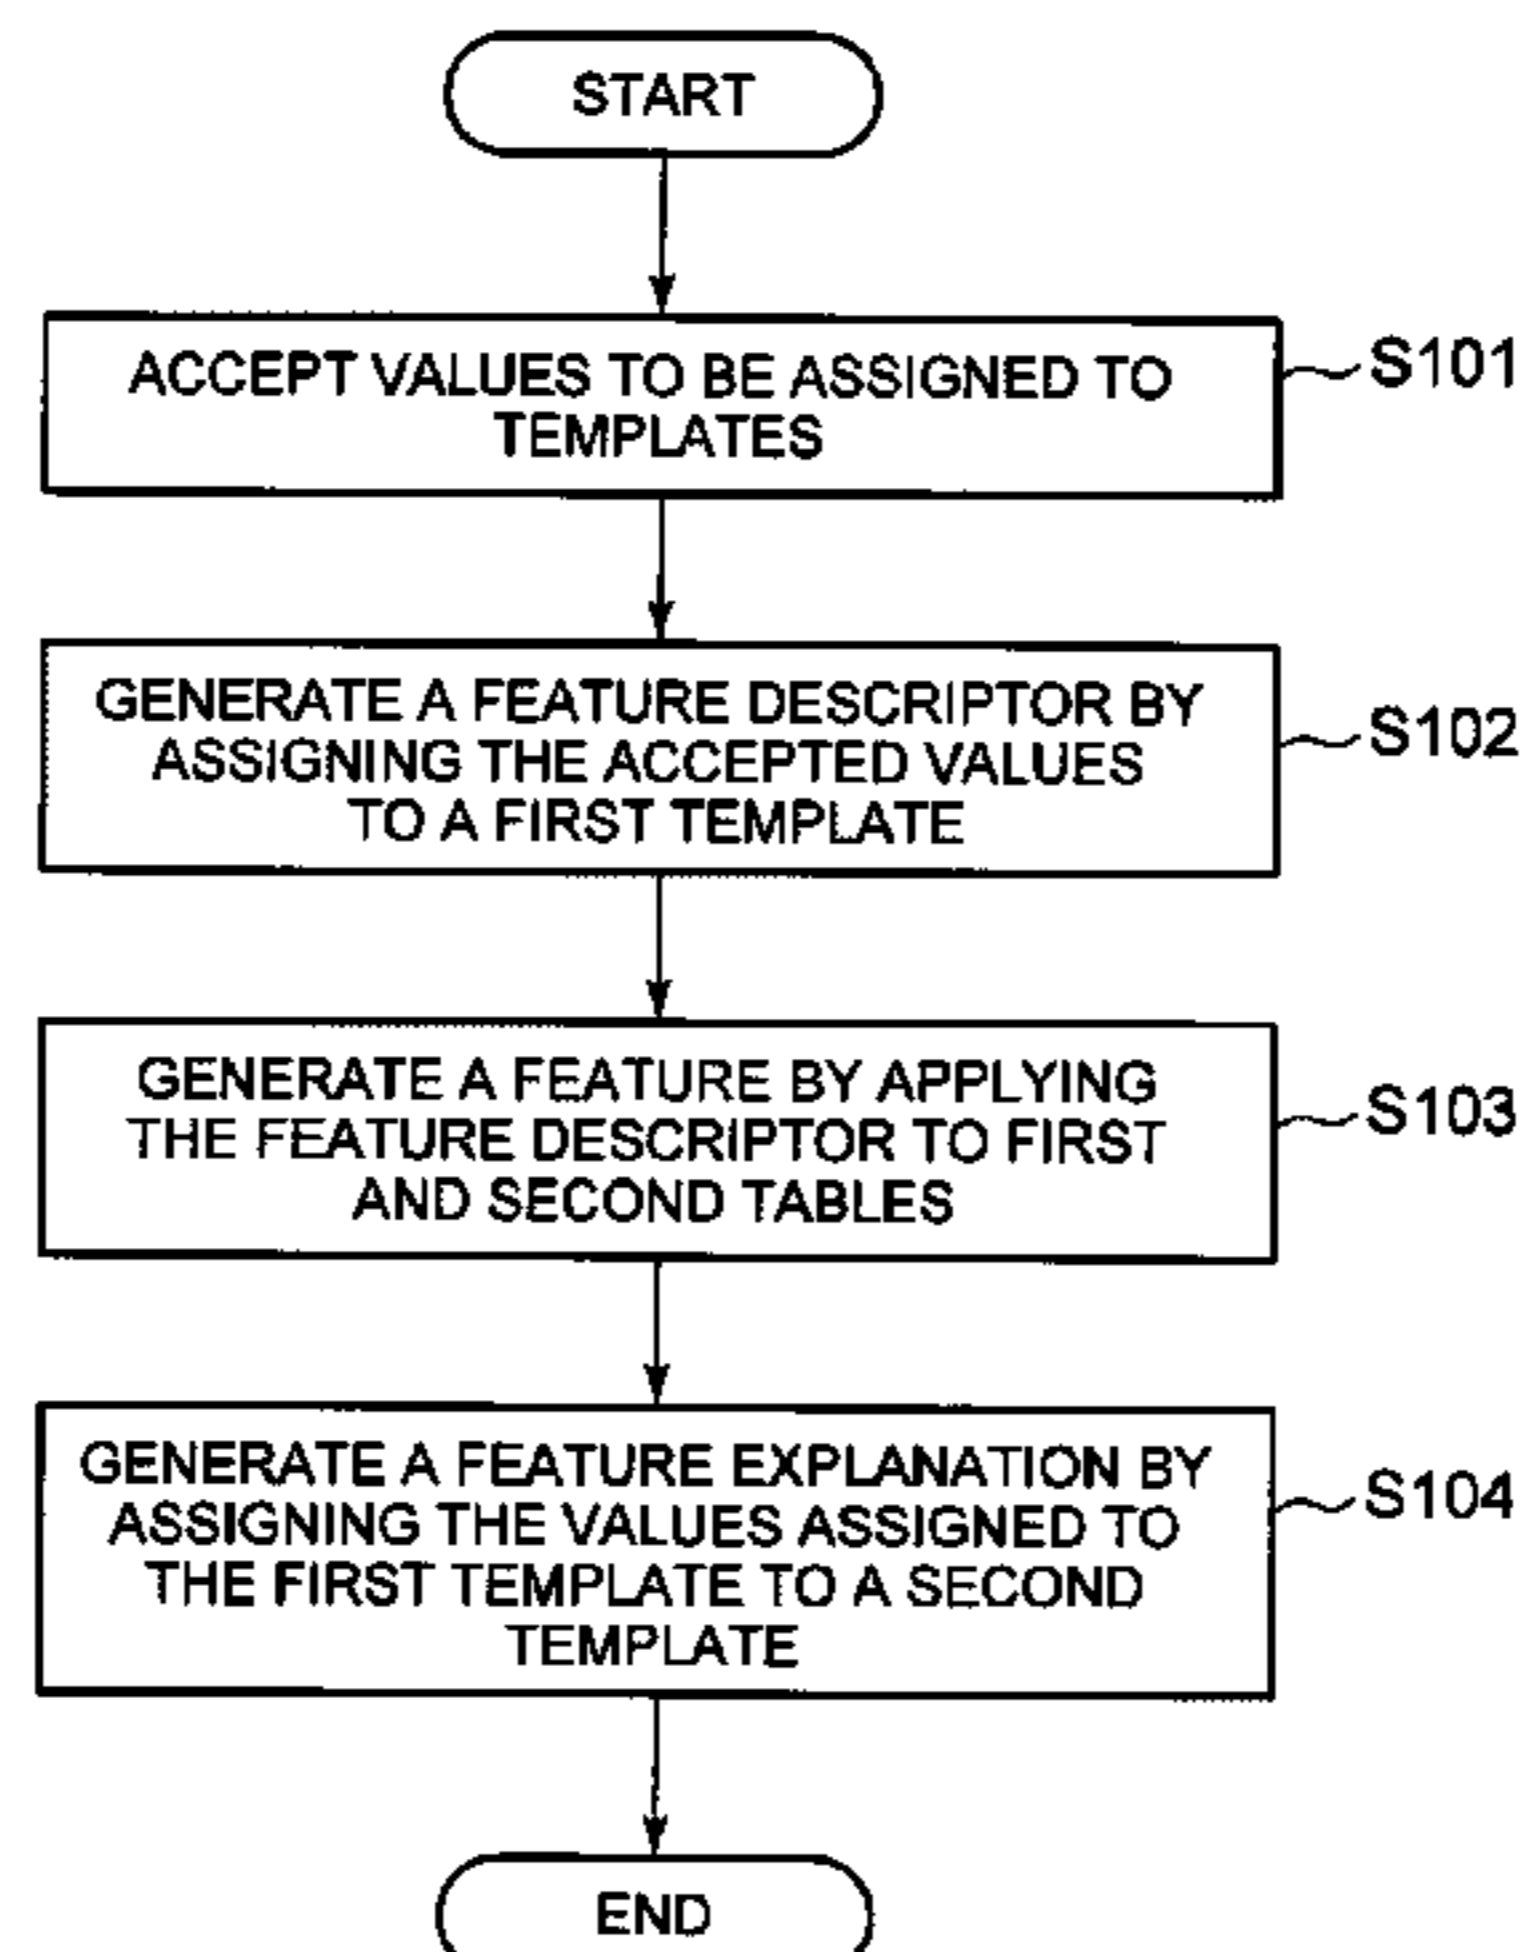 START
ACCEPT VALUES TO BE ASSIGNED TO
TEMPLATES
S101
GENERATE A FEATURE DESCRIPTOR BY
ASSIGNING THE ACCEPTED VALUES
TO A FIRST TEMPLATE
S102
GENERATE A FEATURE BY APPLYING
THE FEATURE DESCRIPTOR TO FIRST
AND SECOND TABLES
S103
GENERATE A FEATURE EXPLANATION BY
ASSIGNING THE VALUES ASSIGNED TO
THE FIRST TEMPLATE TO A SECOND
TEMPLATE
S104
END